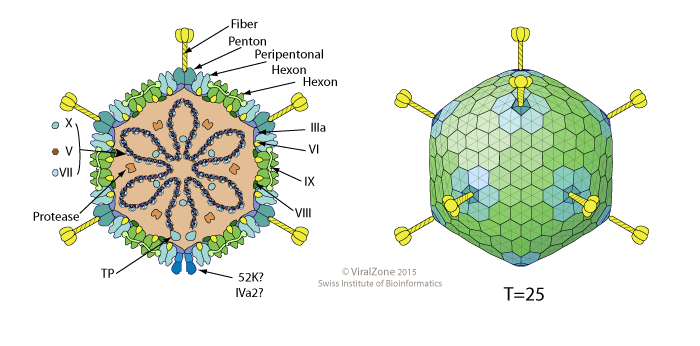 Fiber
Penton
Peripentonal
Hexon
Hexon
X
V
VII
IIIa
VI
IX
VIII
Protease
TP
52K?
IVa2?
© ViralZone 2015
Swiss Institute of Bioinformatics
T=25